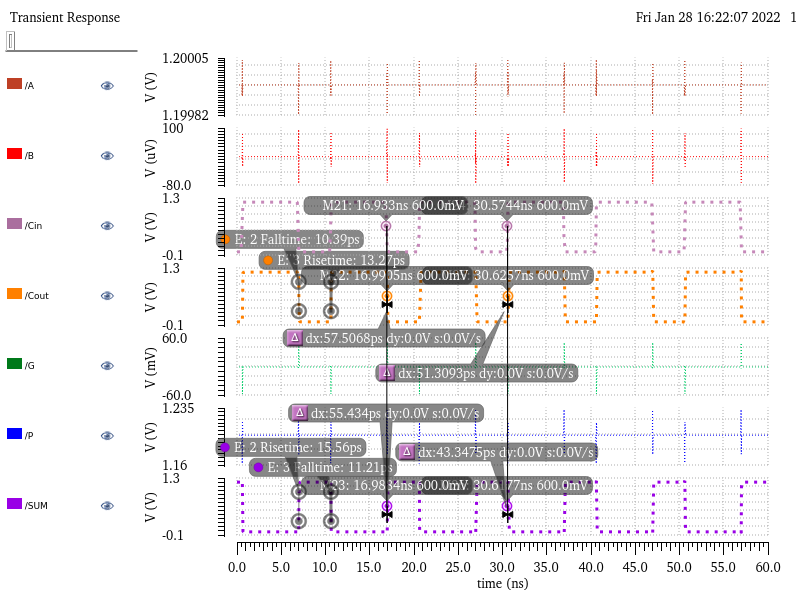 Transient Response
Fri Jan 28 16:22:07 2022 1
/A
V (V)
1.20005
1.19982
/B
V (uV)
100
-80.0
/Cin
V (V)
1.3
-0.1
M21: 16.933ns 600.0mV
30.5744ns 600.0mV
E: 2 Falltime: 10.39ps
E: 3 Risetime: 13.27ps
/Cout
V (V)
1.3
-0.1
16.9905ns 600.0mV
30.6257ns 600.0mV
/G
V (mV)
60.0
-60.0
dx:57.5068ps dy:0.0V s:0.0V/s
dx:51.3093ps dy:0.0V s:0.0V/s
/P
V (V)
1.235
1.16
dx:55.434ps dy:0.0V s:0.0V/s
E: 2 Risetime: 15.56ps
dx:43.3475ps dy:0.0V s:0.0V/s
E: 3 Falltime: 11.21ps
/SUM
V (V)
1.3
-0.1
600.0mV
600.0mV
0.0 5.0 10.0 15.0 20.0 25.0 30.0 35.0 40.0 45.0 50.0 55.0 60.0
time (ns)